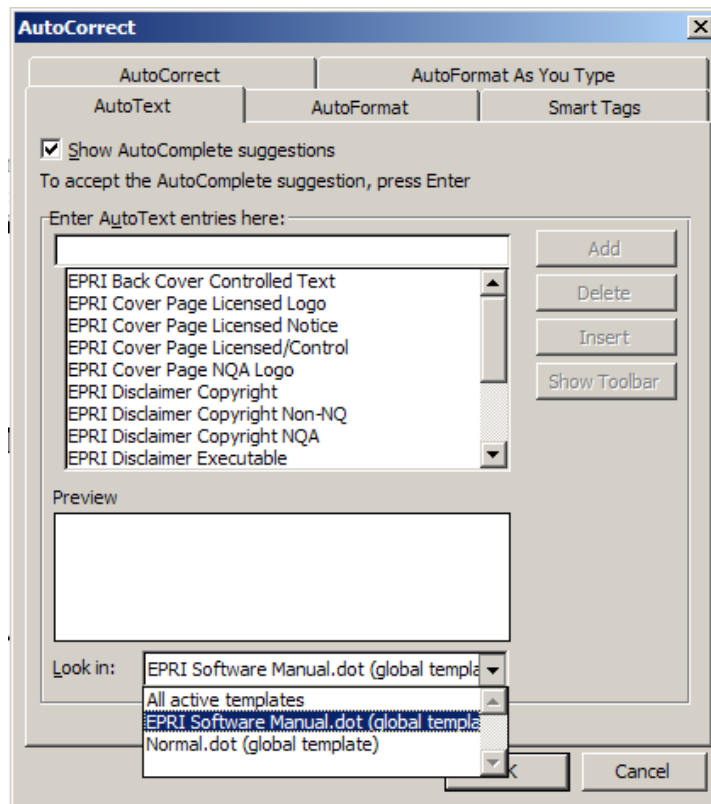 AutoCorrect
AutoCorrect
AutoFormat As You Type
AutoText
AutoFormat
Smart Tags
Show AutoComplete suggestions
To accept the AutoComplete suggestion, press Enter
Enter AutoText entries here:
Add
EPRI Back Cover Controlled Text
EPRI Cover Page Licensed Logo
Delete
EPRI Cover Page Licensed Notice
EPRI Cover Page Licensed/Control
Insert
EPRI Cover Page NQA Logo
EPRI Disclaimer Copyright
Show Toolbar
EPRI Disclaimer Copyright Non-NQ
EPRI Disclaimer Copyright NQA
EPRI Disclaimer Executable
Preview
Look in:
EPRI Software Manual.dot (global templa
All active templates
EPRI Software Manual.dot (global templa
Normal.dot (global template)
K
Cancel